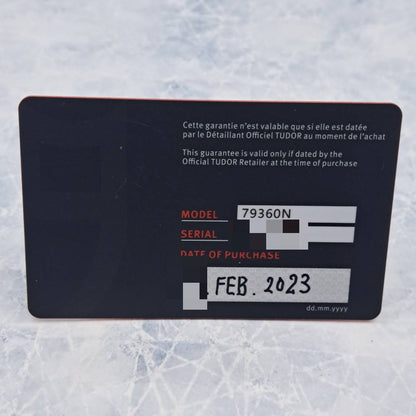 Cette garantie n'est valable que si elle est datée
par le Détaillant Officiel TUDOR au moment de l'achat
This guarantee is valid only if dated by the
Official TUDOR Retailer at the time of purchase
MODEL 79360N
SERIAL
DATE OF PURCHASE
FEB. 2023
dd.mm.yyyy